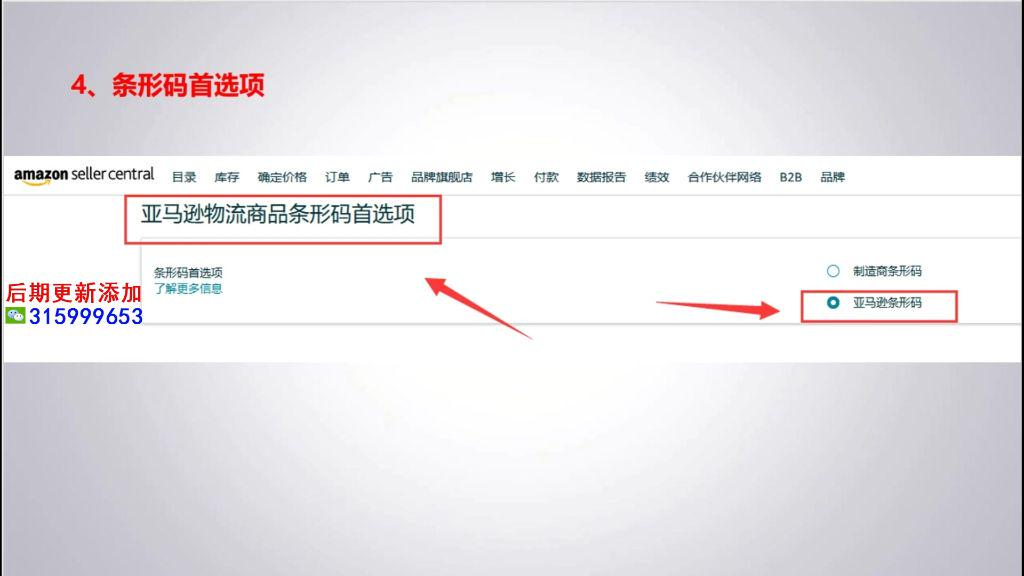 4、条形码首选项
amazon seller central 目录 库存 确定价格 订单 广告 品牌旗舰店 增长 付款 数据报告 绩效 合作伙伴网络 B2B 品牌
亚马逊物流商品条形码首选项
条形码首选项
了解更多信息
制造商条形码
亚马逊条形码
后期更新添加
315999653